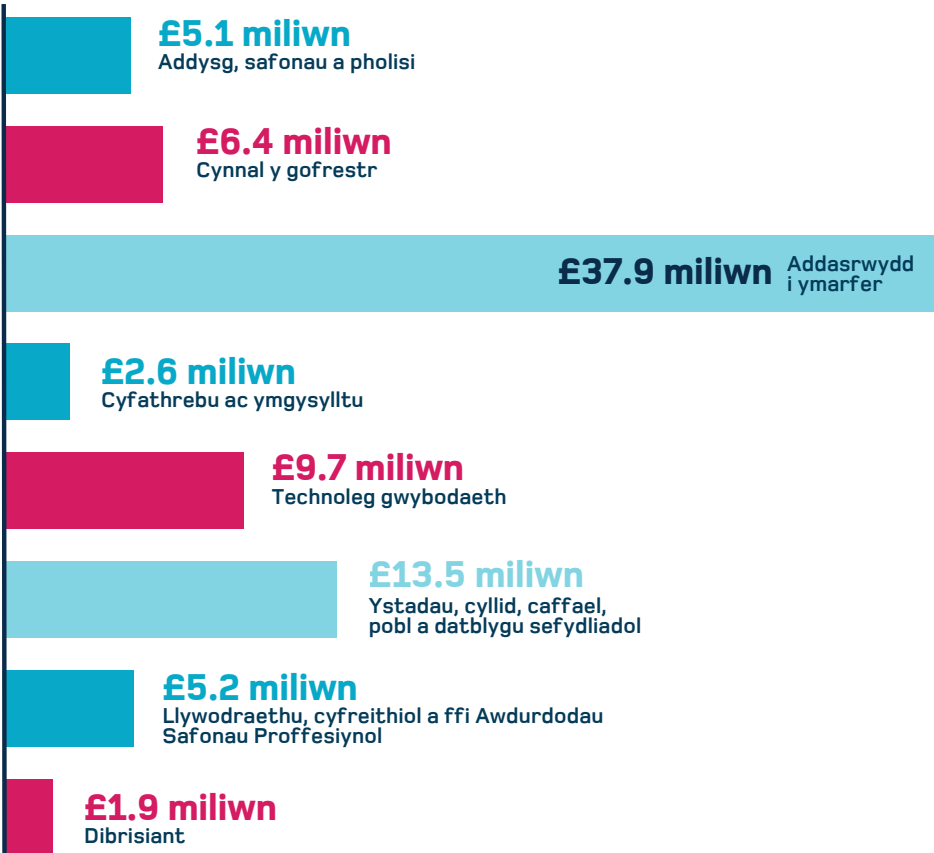 £5.1 miliwn
Addysg, safonau a pholisi
£6.4 miliwn
Cynnal y gofrestr
£37.9 miliwn
Addasrwydd
i ymarfer
£2.6 miliwn
Cyfathrebu ac ymgysylltu
£9.7 miliwn
Technoleg gwybodaeth
£13.5 miliwn
Ystadau, cyllid, caffael,
pobl a datblygu sefydliadol
£5.2 miliwn
Llywodraethu, cyfreithiol a ffi Awdurdodau
Safonau Proffesiynol
£1.9 miliwn
Dibrisiant